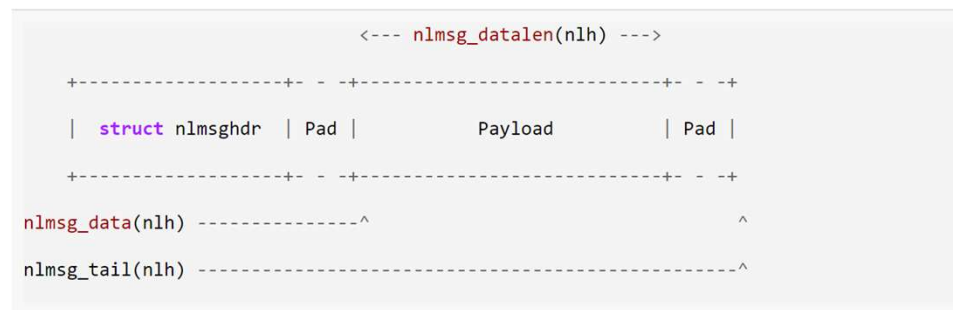 <--- nlmsg_datalen(nlh) --->
+-------------------+- - -+----------------------------+- - -+
| struct nlmsghdr | Pad | Payload | Pad |
+-------------------+- - -+----------------------------+- - -+
nlmsg_data(nlh) ---------------^ ^
nlmsg_tail(nlh) --------------------------------------------------^